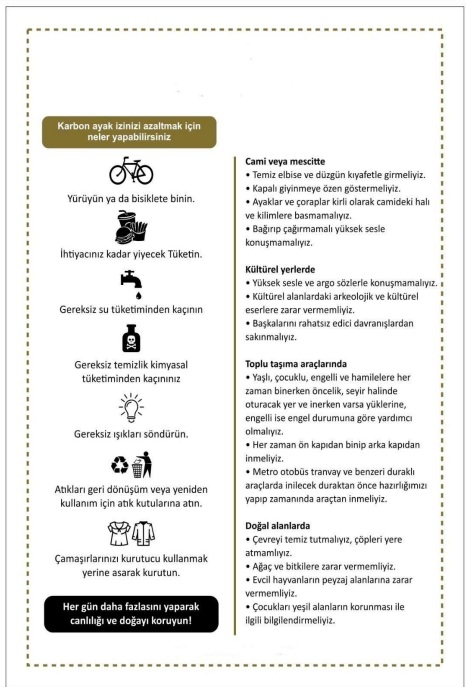 Karbon ayak izinizi azaltmak için
neler yapabilirsiniz
Yürüyün ya da bisiklete binin.
İhtiyacınız kadar yiyecek Tüketin.
Gereksiz su tüketiminden kaçının
Gereksiz temizlik kimyasal
tüketiminden kaçınınız
Gereksiz ışıkları söndürün.
Atıkları geri dönüşüm veya yeniden
kullanım için atık kutularına atın.
Çamaşırlarınızı kurutucu kullanmak
yerine asarak kurutun.
Her gün daha fazlasını yaparak
canlılığı ve doğayı koruyun!
Cami veya mescitte
• Temiz elbise ve düzgün kıyafetle girmeliyiz.
• Kapalı giyinmeye özen göstermeliyiz.
• Ayaklar ve çoraplar kirli olarak camideki halı
ve kilimlere basmamalıyız.
• Bağırıp çağırmamalı yüksek sesle
konuşmamalıyız.
Kültürel yerlerde
• Yüksek sesle ve argo sözlerle konuşmamalıyız.
• Kültürel alanlardaki arkeolojik ve kültürel
eserlere zarar vermemeliyiz.
• Başkalarını rahatsız edici davranışlardan
sakınmalıyız.
Toplu taşıma araçlarında
• Yaşlı, çocuklu, engelli ve hamilelere her
zaman binerken öncelik, seyir halinde
oturacak yer ve inerken varsa yüklerine,
engelli ise engel durumuna göre yardımcı
olmalıyız.
• Her zaman ön kapıdan binip arka kapıdan
inmeliyiz.
• Metro otobüs tranvay ve benzeri duraklı
araçlarda inilecek duraktan önce hazırlığımızı
yapıp zamanında araçtan inmeliyiz.
Doğal alanlarda
• Çevreyi temiz tutmalıyız, çöpleri yere
atmamlıyız.
• Ağaç ve bitkilere zarar vermemeliyiz.
• Evcil hayvanların peyzaj alanlarına zarar
vermemliyiz.
• Çocukları yeşil alanların korunması ile
ilgili bilgilendirmeliyiz.